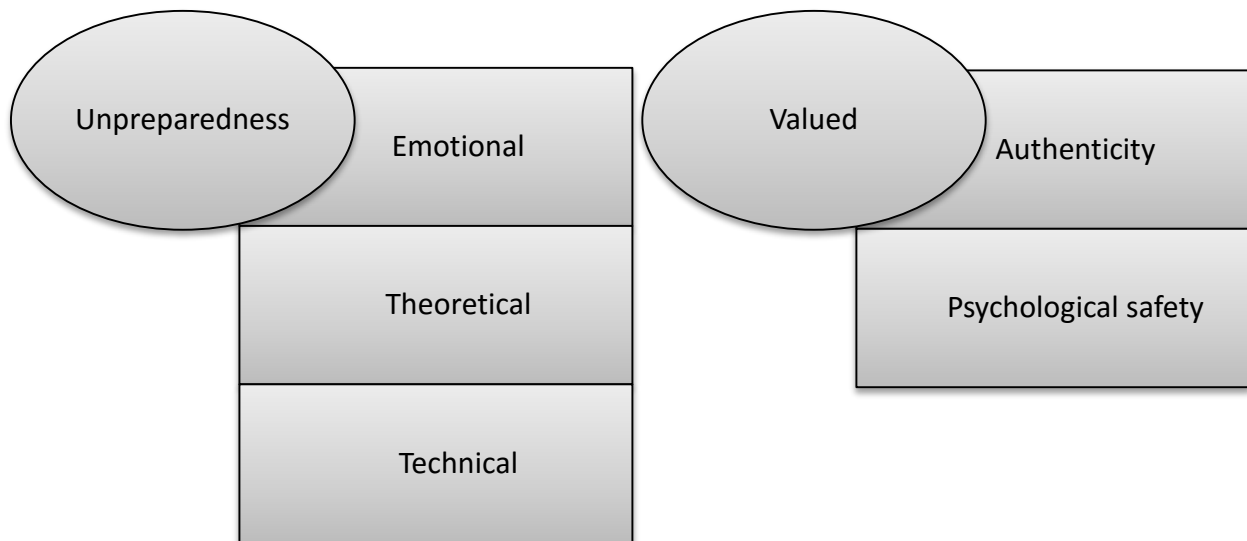 Unpreparedness
Emotional
Theoretical
Technical
Valued
Authenticity
Psychological safety